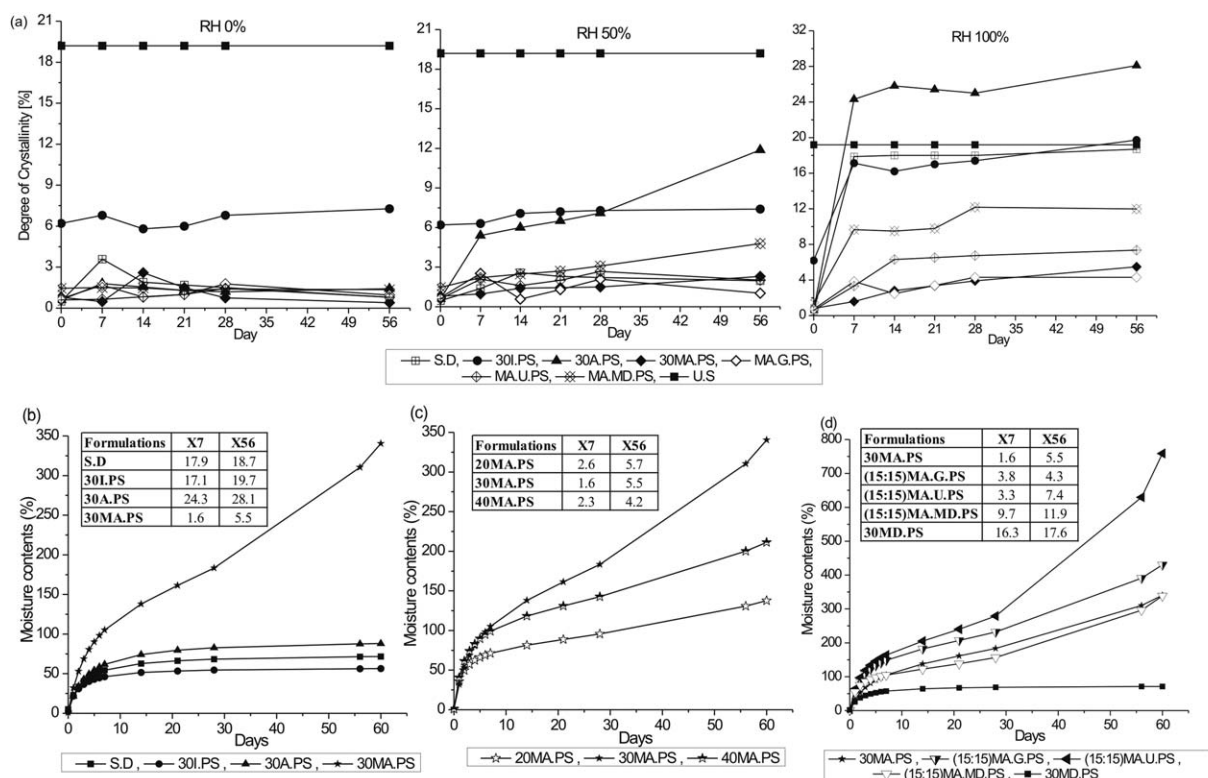 (a)
RH 0%
RH 50%
RH 100%
Degree of Crystallinity [%]
21
18
15
12
9
6
3
0
0 7 14 21 28 35 42 49 56
Day
21
18
15
12
9
6
3
0
0 7 14 21 28 35 42 49 56
Day
32
28
24
20
16
12
8
4
0
0 7 14 21 28 35 42 49 56
Day
S.D, 30I.PS, 30A.PS, 30MA.PS, MA.G.PS,
MA.U.PS, MA.MD.PS, U.S
(b)
Moisture contents (%)
350
300
250
200
150
100
50
0
Formulations X7 X56
S.D 17.9 18.7
30I.PS 17.1 19.7
30A.PS 24.3 28.1
30MA.PS 1.6 5.5
0 10 20 30 40 50 60
Days
S.D, 30I.PS, 30A.PS, 30MA.PS
(c)
Moisture contents (%)
350
300
250
200
150
100
50
0
Formulations X7 X56
20MA.PS 2.6 5.7
30MA.PS 1.6 5.5
40MA.PS 2.3 4.2
0 10 20 30 40 50 60
Days
20MA.PS, 30MA.PS, 40MA.PS
(d)
Moisture contents (%)
800
700
600
500
400
300
200
100
0
Formulations X7 X56
30MA.PS 1.6 5.5
(15:15)MA.G.PS 3.8 4.3
(15:15)MA.U.PS 3.3 7.4
(15:15)MA.MD.PS 9.7 11.9
30MD.PS 16.3 17.6
0 10 20 30 40 50 60
Days
30MA.PS , (15:15)MA.G.PS, (15:15)MA.U.PS,
(15:15)MA.MD.PS, 30MD.PS